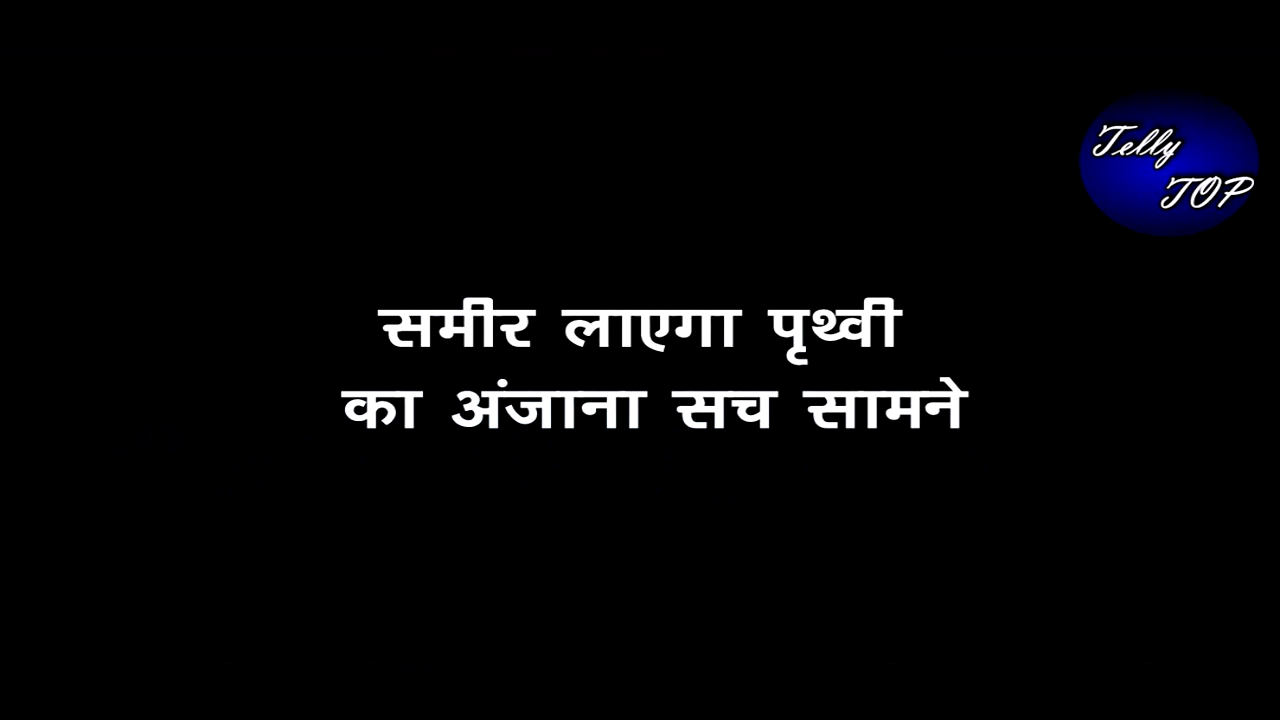 Telly
TOP
समीर लाएगा पृथ्वी
का अंजाना सच सामने